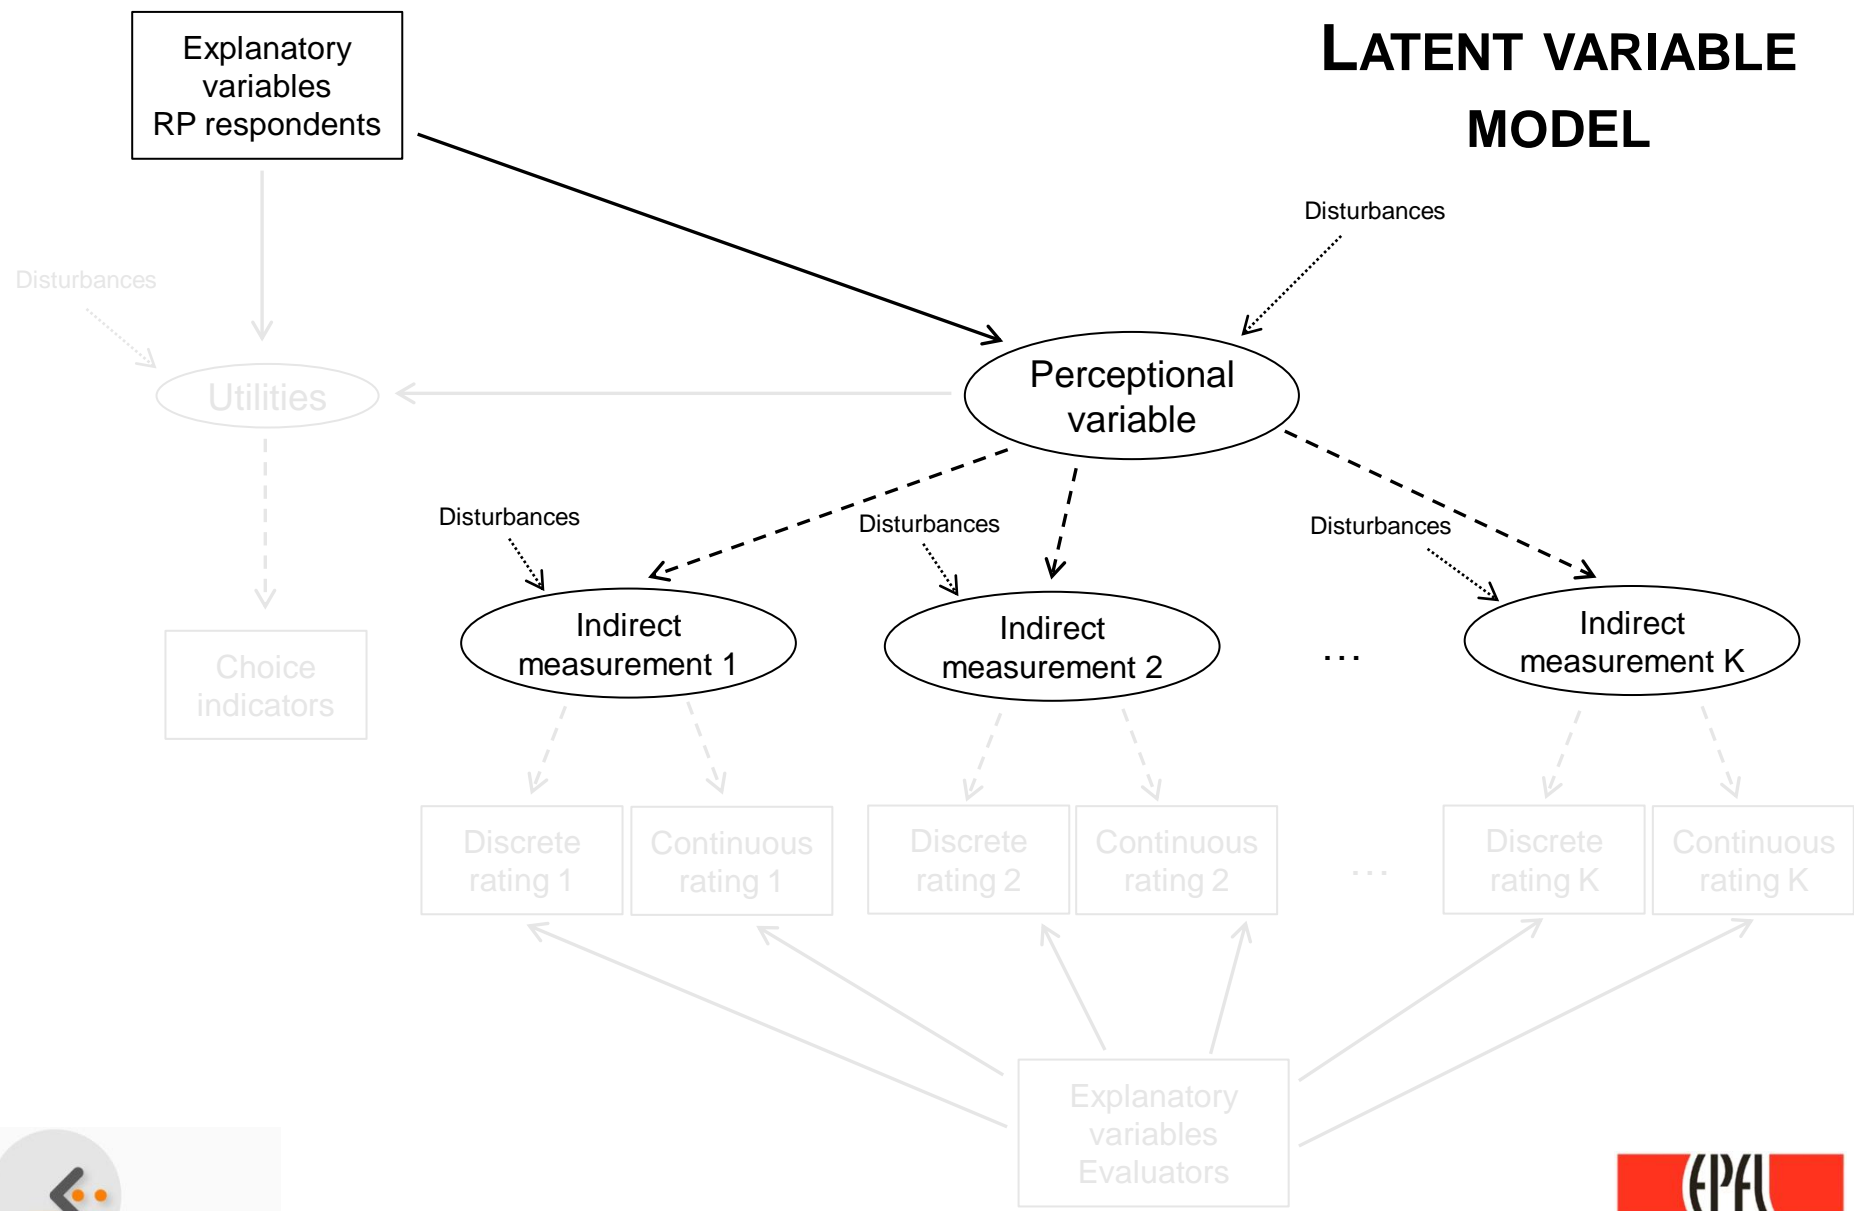 LATENT VARIABLE
MODEL
Explanatory
variables
RP respondents
Disturbances
Disturbances
Utilities
Perceptional
variable
Disturbances
Disturbances
Disturbances
Indirect
measurement 1
Indirect
measurement 2
...
Indirect
measurement K
Choice
indicators
Discrete
rating 1
Continuous
rating 1
Discrete
rating 2
Continuous
rating 2
...
Discrete
rating K
Continuous
rating K
Explanatory
variables
Evaluators
EPFL